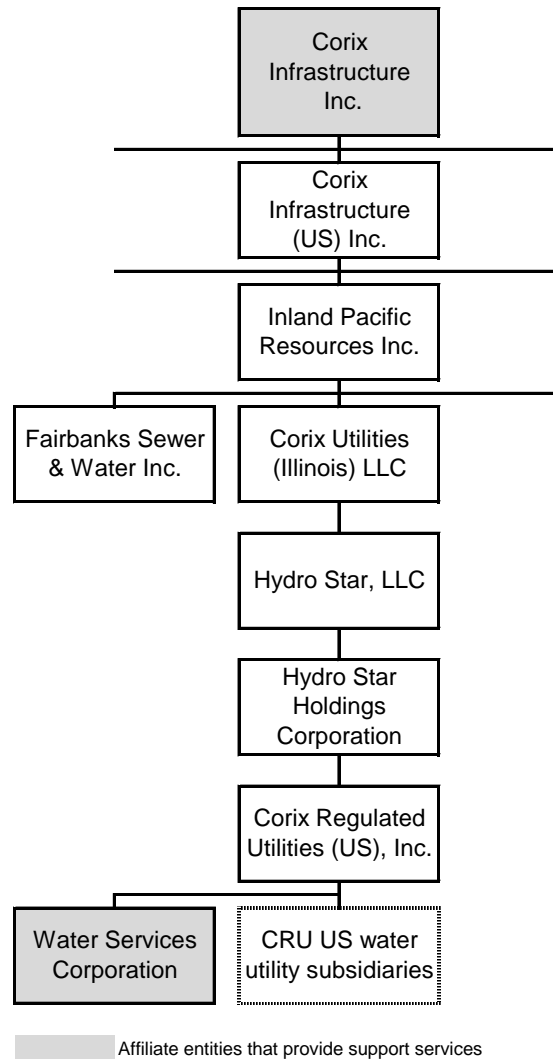 Corix
Infrastructure
Inc.
Corix
Infrastructure
(US) Inc.
Inland Pacific
Resources Inc.
Fairbanks Sewer
& Water Inc.
Corix Utilities
(Illinois) LLC
Hydro Star, LLC
Hydro Star
Holdings
Corporation
Corix Regulated
Utilities (US), Inc.
Water Services
Corporation
CRU US water
utility subsidiaries
Affiliate entities that provide support services